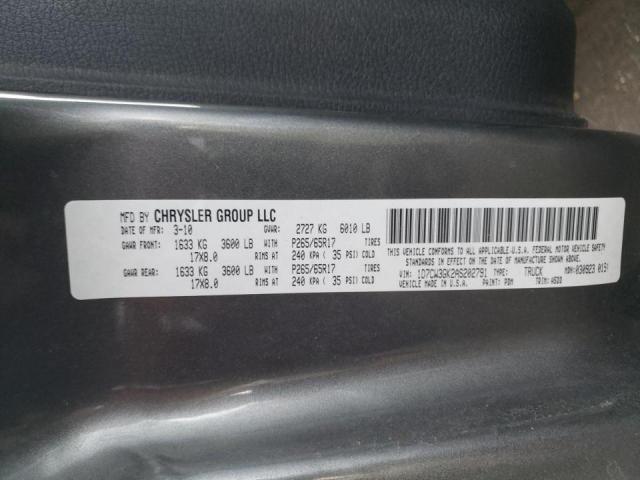 MFD BY CHRYSLER GROUP LLC
DATE OF MFR: 3-10 GVWR: 2727 KG 6010 LB
GAWR FRONT: 1633 KG 3600 LB WITH P265/65R17 TIRES
17X8.0 RIMS AT 240 KPA ( 35 PSI) COLD
GAWR REAR: 1633 KG 3600 LB WITH P265/65R17 TIRES
17X8.0 RIMS AT 240 KPA ( 35 PSI) COLD
THIS VEHICLE CONFORMS TO ALL APPLICABLE-U.S.A. FEDERAL MOTOR VEHICLE SAFETY
STANDARDS IN EFFECT ON THE DATE OF MANUFACTURE SHOWN ABOVE.
VIN: 1D7CW3GK2AS202791 TYPE: TRUCK MDH:030923 015
VEHICLE MADE IN U.S.A. PAINT: PDM TRIM: